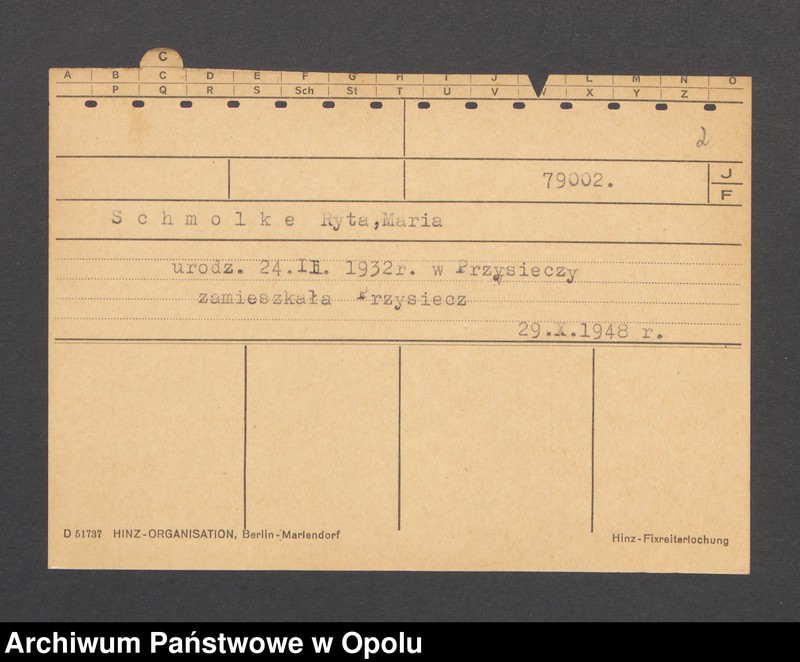 C
A B C D E F G H I J L M N O
P Q R S Sch St T U V W X Y Z
2
79002. J
F
Schmolke Ryta,Maria
urodz. 24.II. 1932r. w Przysieczy
zamieszkała Przysiecz
29.X.1948 r.
D 51737 HINZ-ORGANISATION, Berlin-Mariendorf Hinz-Fixreiterlochung
Archiwum Państwowe w Opolu